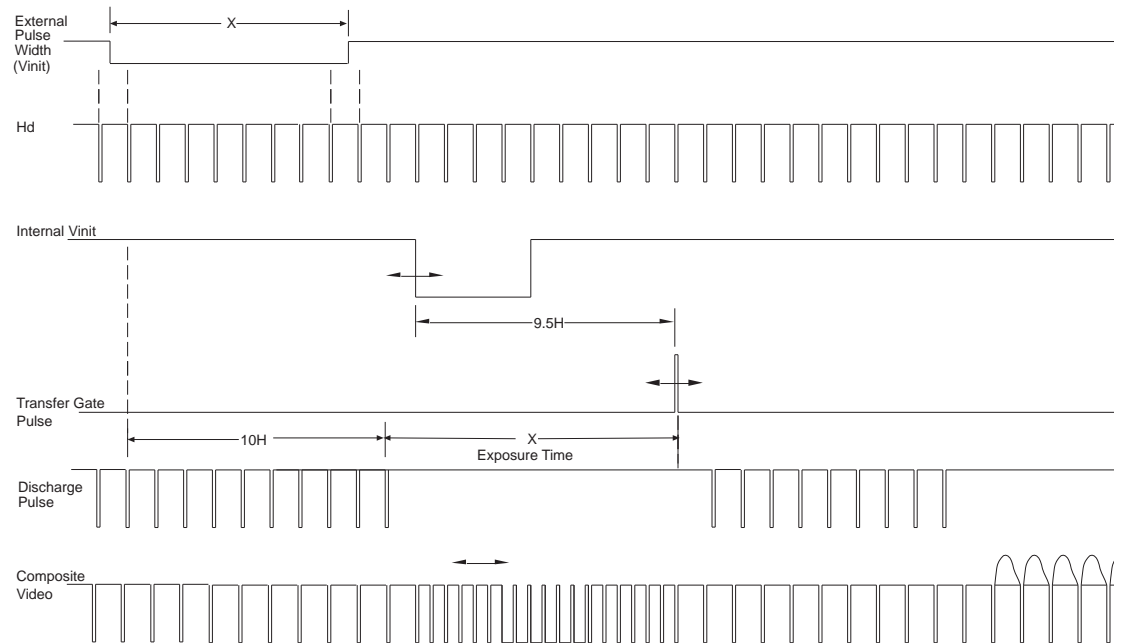 External
Pulse
Width
(Vinit)
X
Hd
Internal Vinit
9.5H
Transfer Gate
Pulse
10H
X
Exposure Time
Discharge
Pulse
Composite
Video